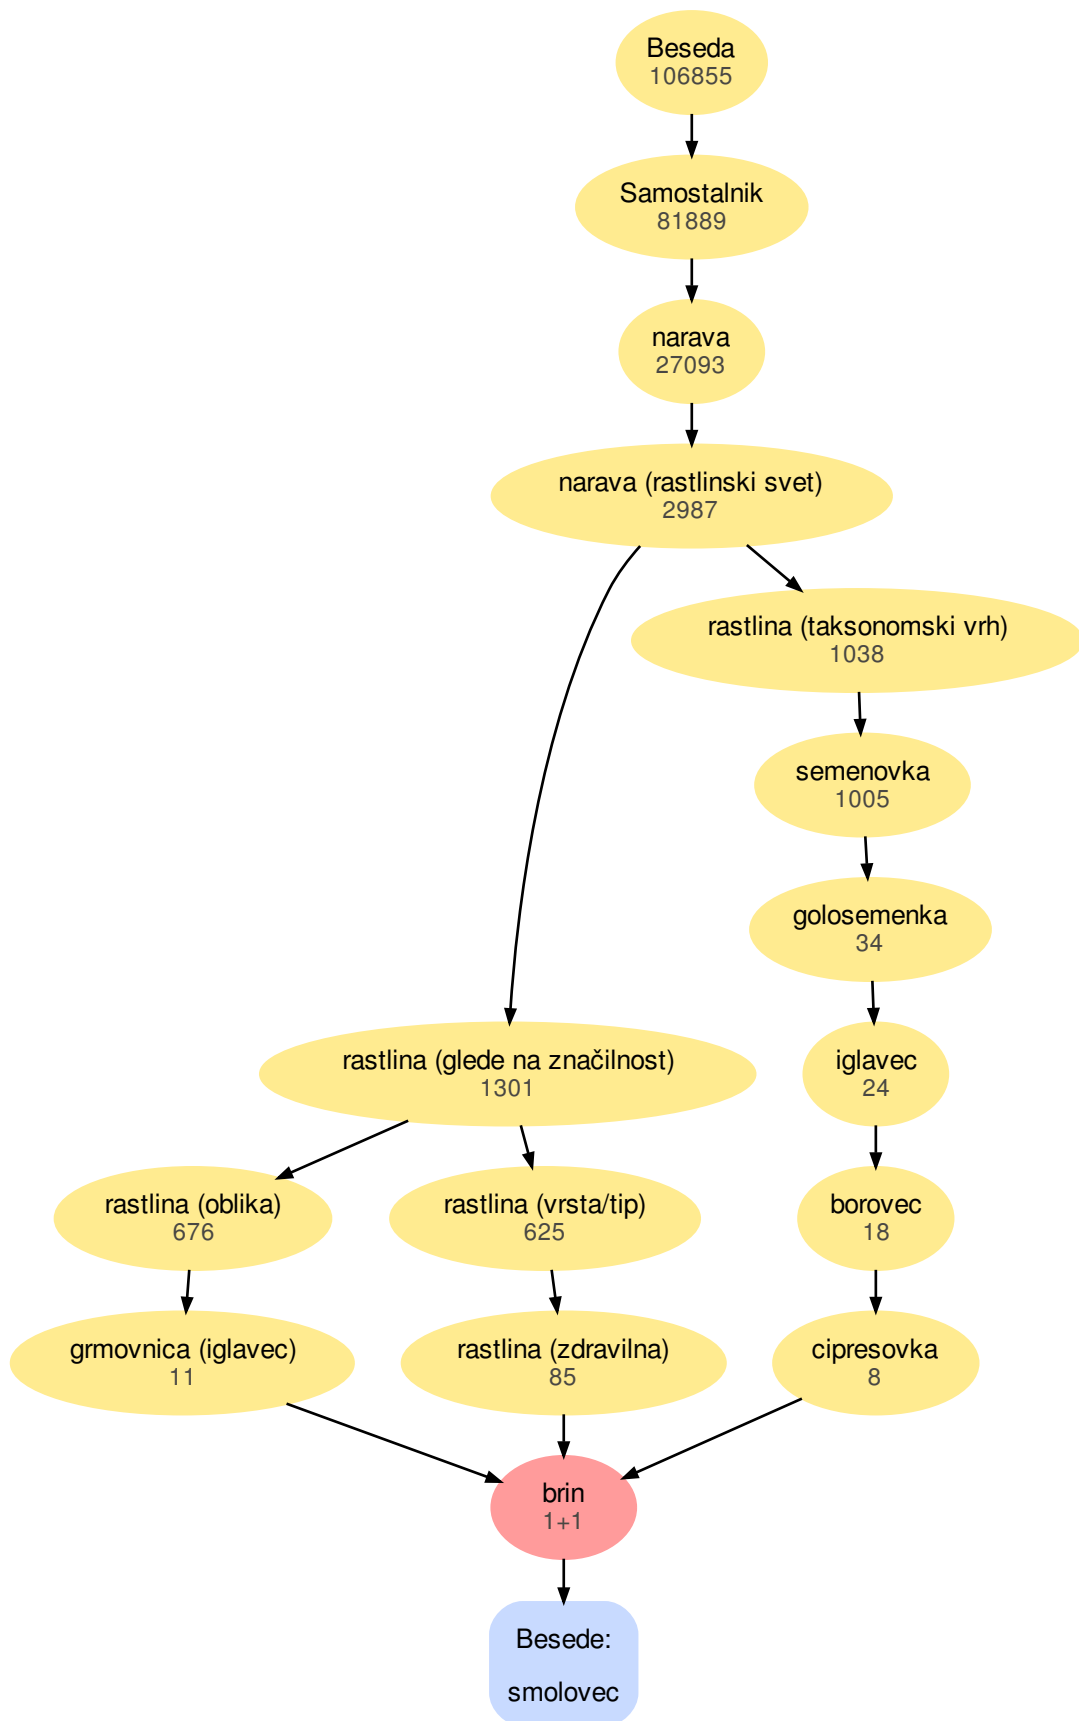 Beseda
106855
Samostalnik
81889
narava
27093
narava (rastlinski svet)
2987
rastlina (taksonomski vrh)
1038
semenovka
1005
golosemenka
34
rastlina (glede na značilnost)
1301
iglavec
24
rastlina (oblika)
676
rastlina (vrsta/tip)
625
borovec
18
grmovnica (iglavec)
11
rastlina (zdravilna)
85
cipresovka
8
brin
1+1
Besede:
smolovec